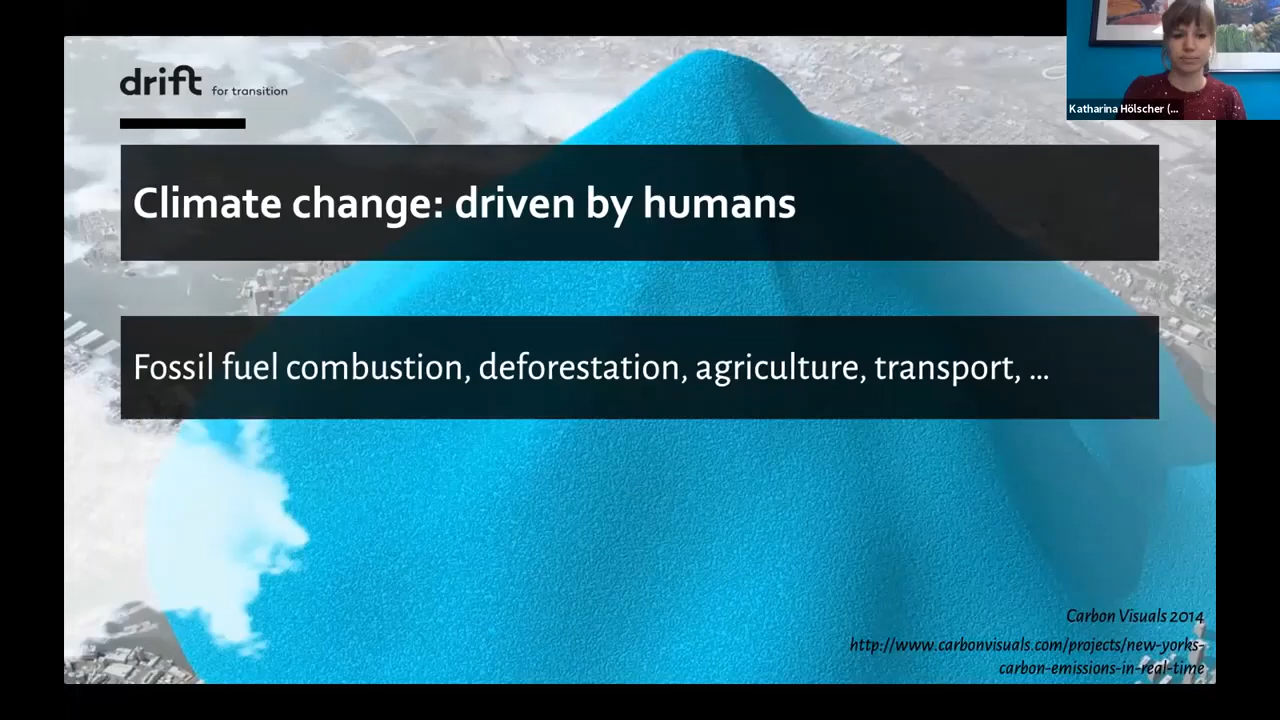 drift for transition
Katharina Hölscher (...
Climate change: driven by humans
Fossil fuel combustion, deforestation, agriculture, transport, ...
Carbon Visuals 2014
http://www.carbonvisuals.com/projects/new-yorks-
carbon-emissions-in-real-time